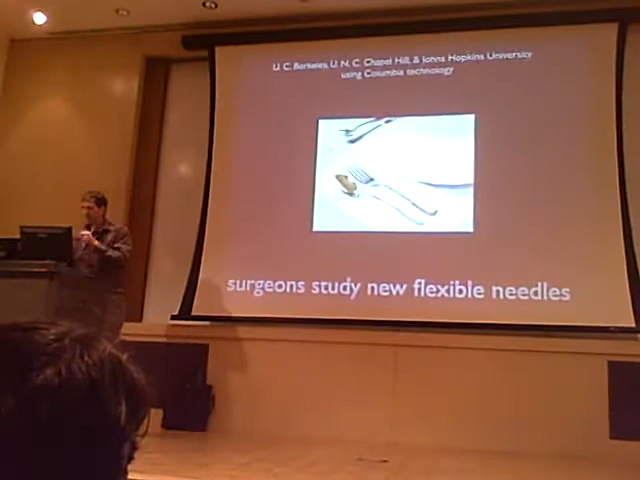 U. C. Berkeley, U. N. C. Chapel Hill, & Johns Hopkins University
using Columbia technology
surgeons study new flexible needles